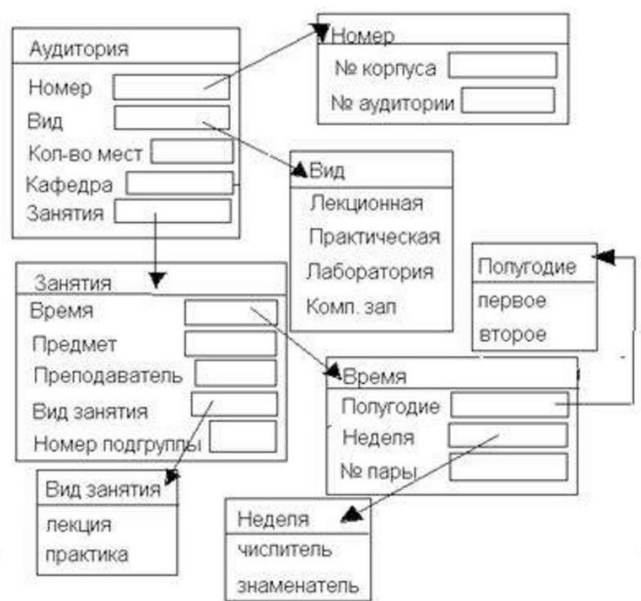 Аудитория
Номер
Вид
Кол-во мест
Кафедра
Занятия
Номер
№ корпуса
№ аудитории
Вид
Лекционная
Практическая
Лаборатория
Комп. зал
Полугодие
первое
второе
Занятия
Время
Предмет
Преподаватель
Вид занятия
Номер подгруппы
Время
Полугодие
Неделя
№ пары
Вид занятия
лекция
практика
Неделя
числитель
знаменатель